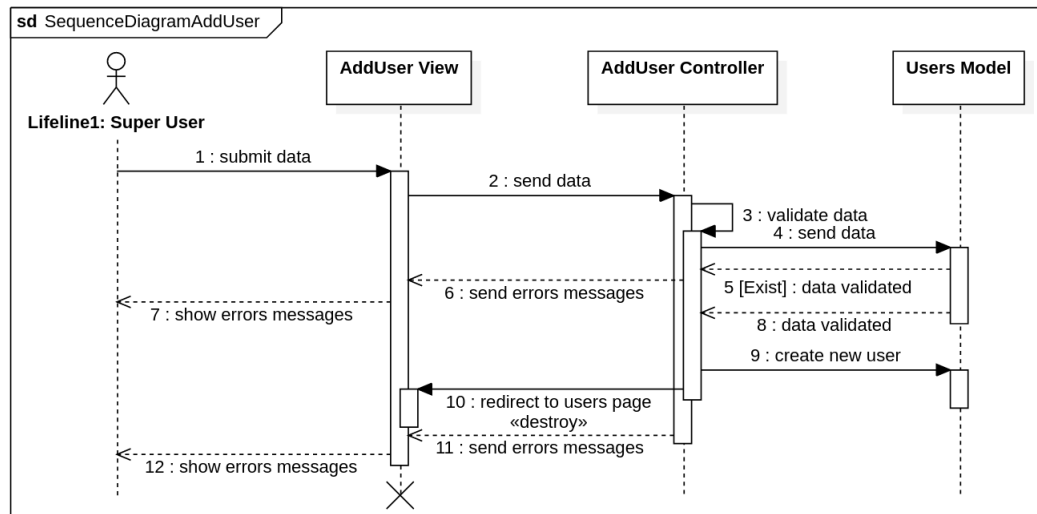 sd SequenceDiagramAddUser
AddUser View
AddUser Controller
Users Model
Lifeline1: Super User
1 : submit data
2 : send data
3 : validate data
4 : send data
5 [Exist] : data validated
6 : send errors messages
7 : show errors messages
8 : data validated
9 : create new user
10 : redirect to users page
«destroy»
11 : send errors messages
12 : show errors messages